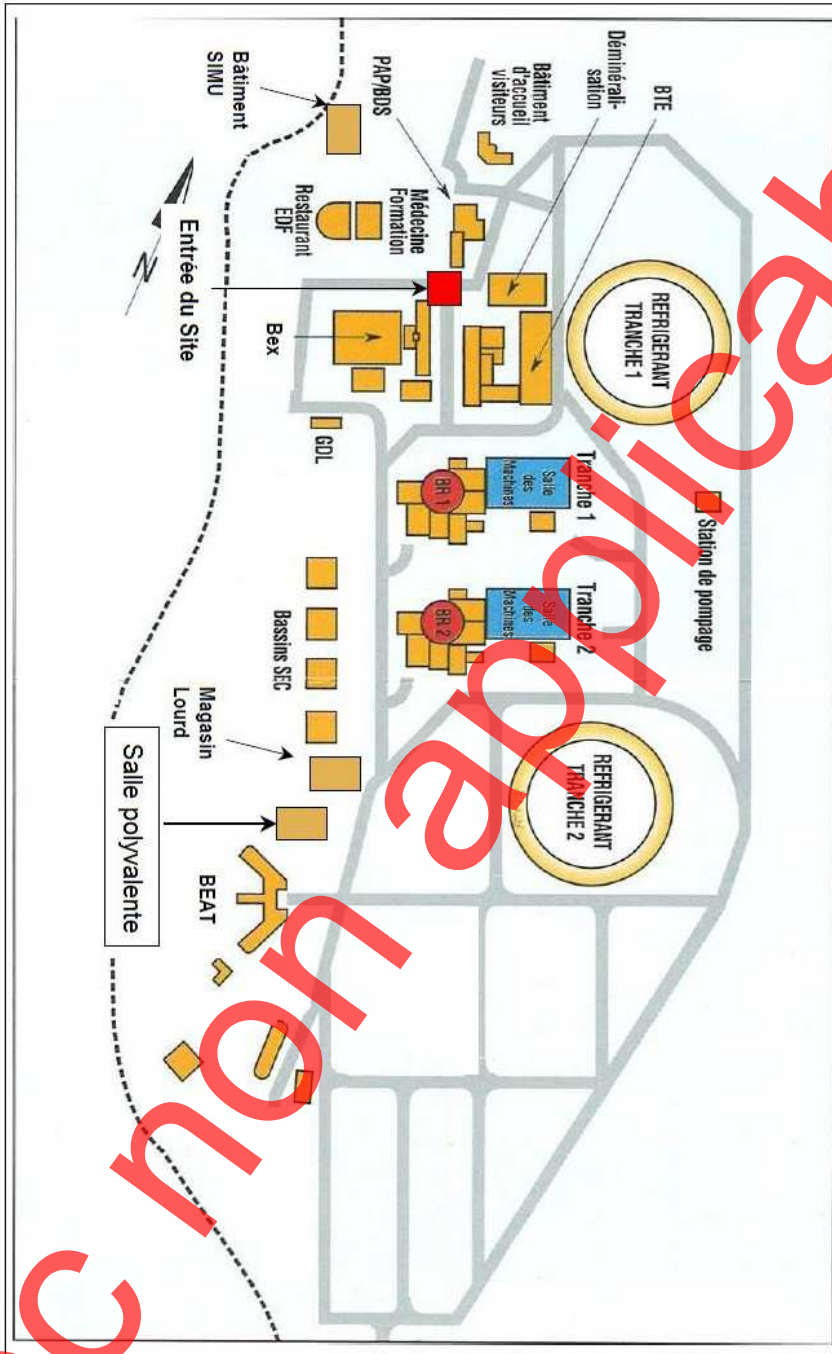 Bâtiment
SIMU
PAP/BDS
Bâtiment
d'accueil
visiteurs
Déminérali-
sation
BTE
Médecine
Formation
Restaurant
EDF
N
Entrée du Site
Bex
GDL
REFRIGERANT
TRANCHE 1
Tranche 1
Salle
des
Machines
BR 1
Station de pompage
Tranche 2
Salle
des
Machines
BR 2
Bassins SEC
Magasin
Lourd
Salle polyvalente
BEAT
REFRIGERANT
TRANCHE 2
c non applicab